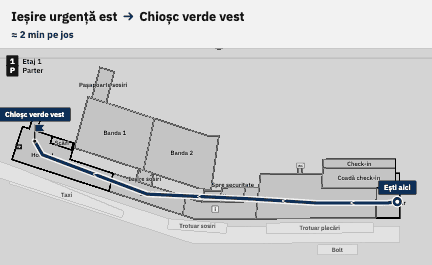 Ieșire urgență est → Chioșc verde vest
≈ 2 min pe jos
1 Etaj 1
P Parter
Pașapoarte sosiri
Chioșc verde vest
Banda 1
Banda 2
Scări
Check-in
Coadă check-in
Ești aici
Ieșire sosiri
Spre securitate
Taxi
Trotuar sosiri
Trotuar plecări
Bolt